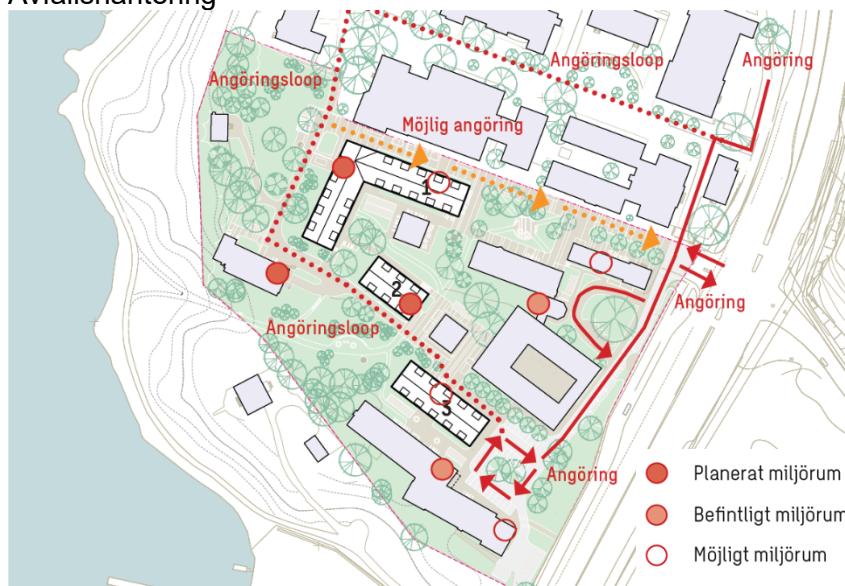 Avfallshantering
Angöringsloop
Angöring
Angöringsloop
Möjlig angöring
1
2
Angöring
Angöringsloop
3
Angöring
Planerat miljörum
Befintligt miljörum
Möjligt miljörum